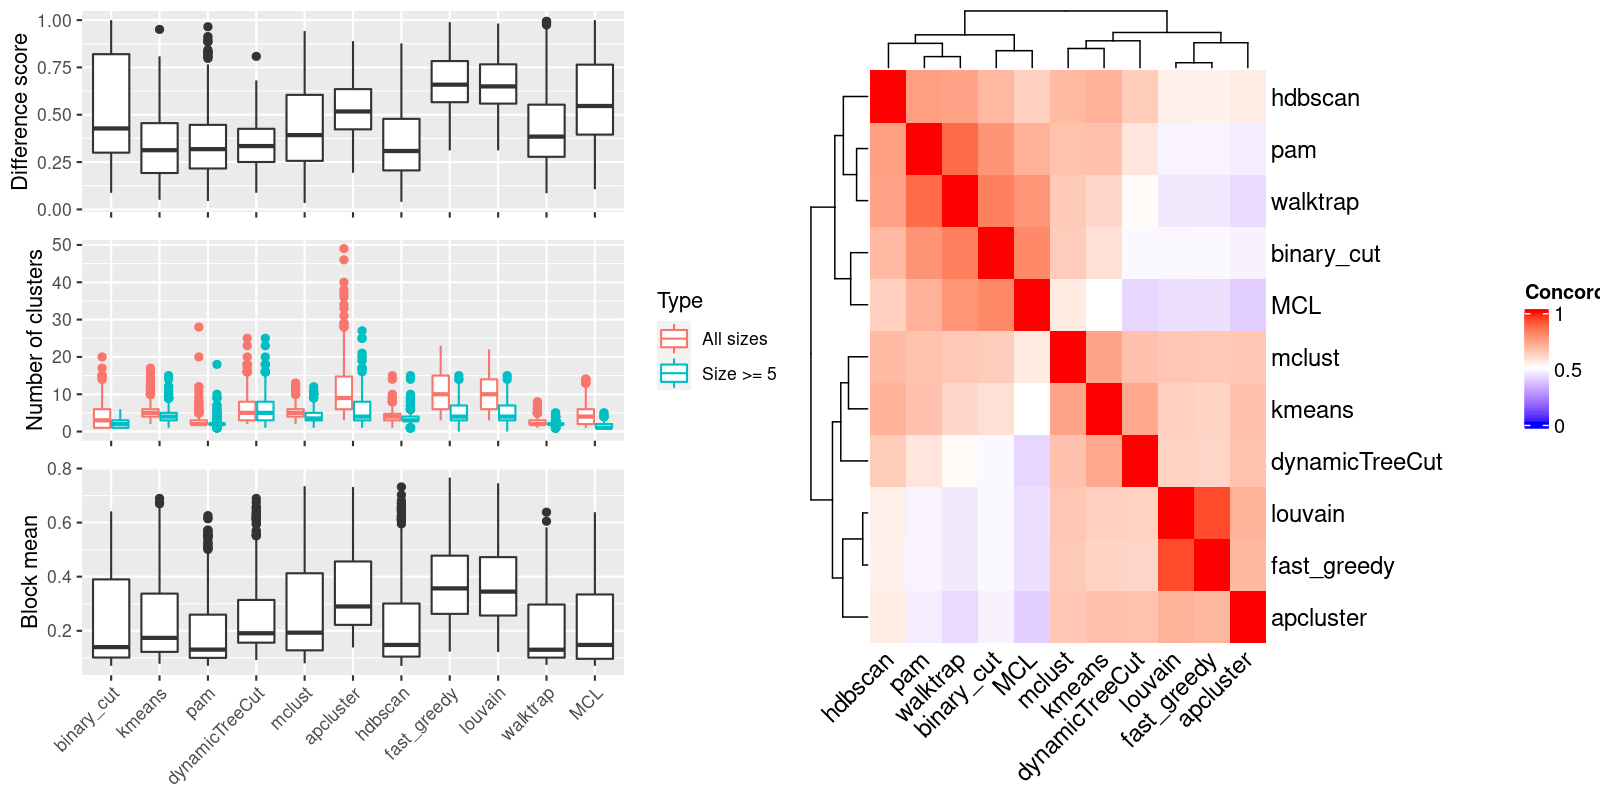 Difference score
1.00
0.75
0.50
0.25
0.00
Number of clusters
50
40
30
20
10
0
Block mean
0.8
0.6
0.4
0.2
binary_cut
kmeans
pam
dynamicTreeCut
mclust
apcluster
hdbscan
fast_greedy
louvain
walktrap
MCL
Type
All sizes
Size >= 5
hdbscan
pam
walktrap
binary_cut
MCL
mclust
kmeans
dynamicTreeCut
louvain
fast_greedy
apcluster
hdbscan
pam
walktrap
binary_cut
MCL
mclust
kmeans
dynamicTreeCut
louvain
fast_greedy
apcluster
Concord
1
0.5
0